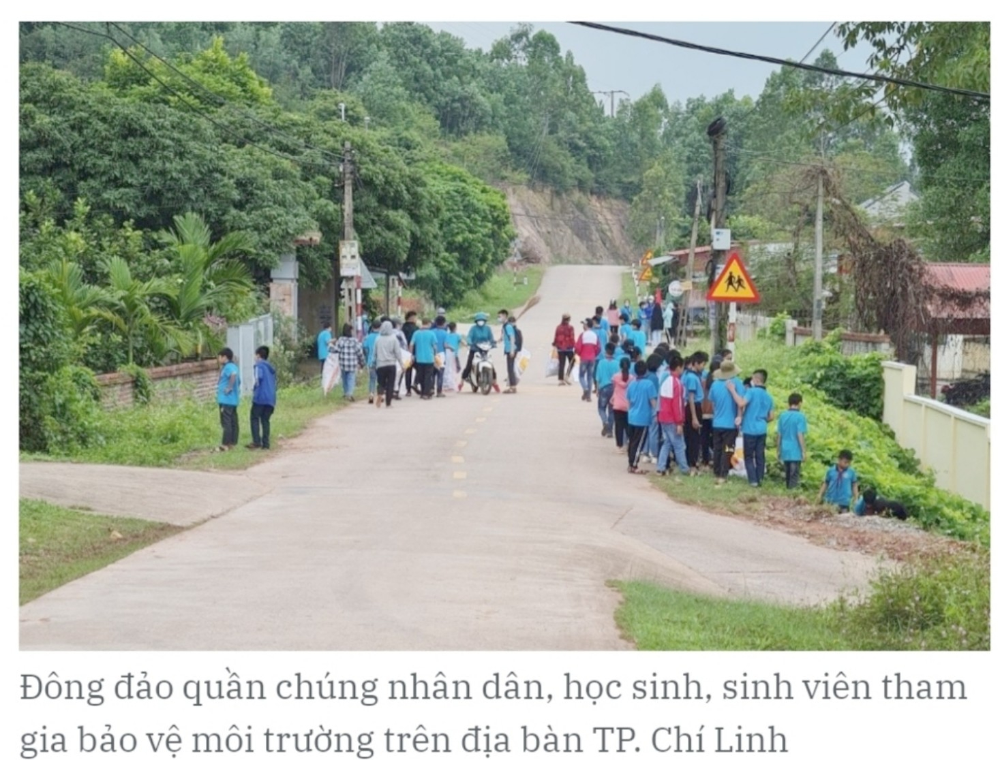 Đông đảo quần chúng nhân dân, học sinh, sinh viên tham
gia bảo vệ môi trường trên địa bàn TP. Chí Linh